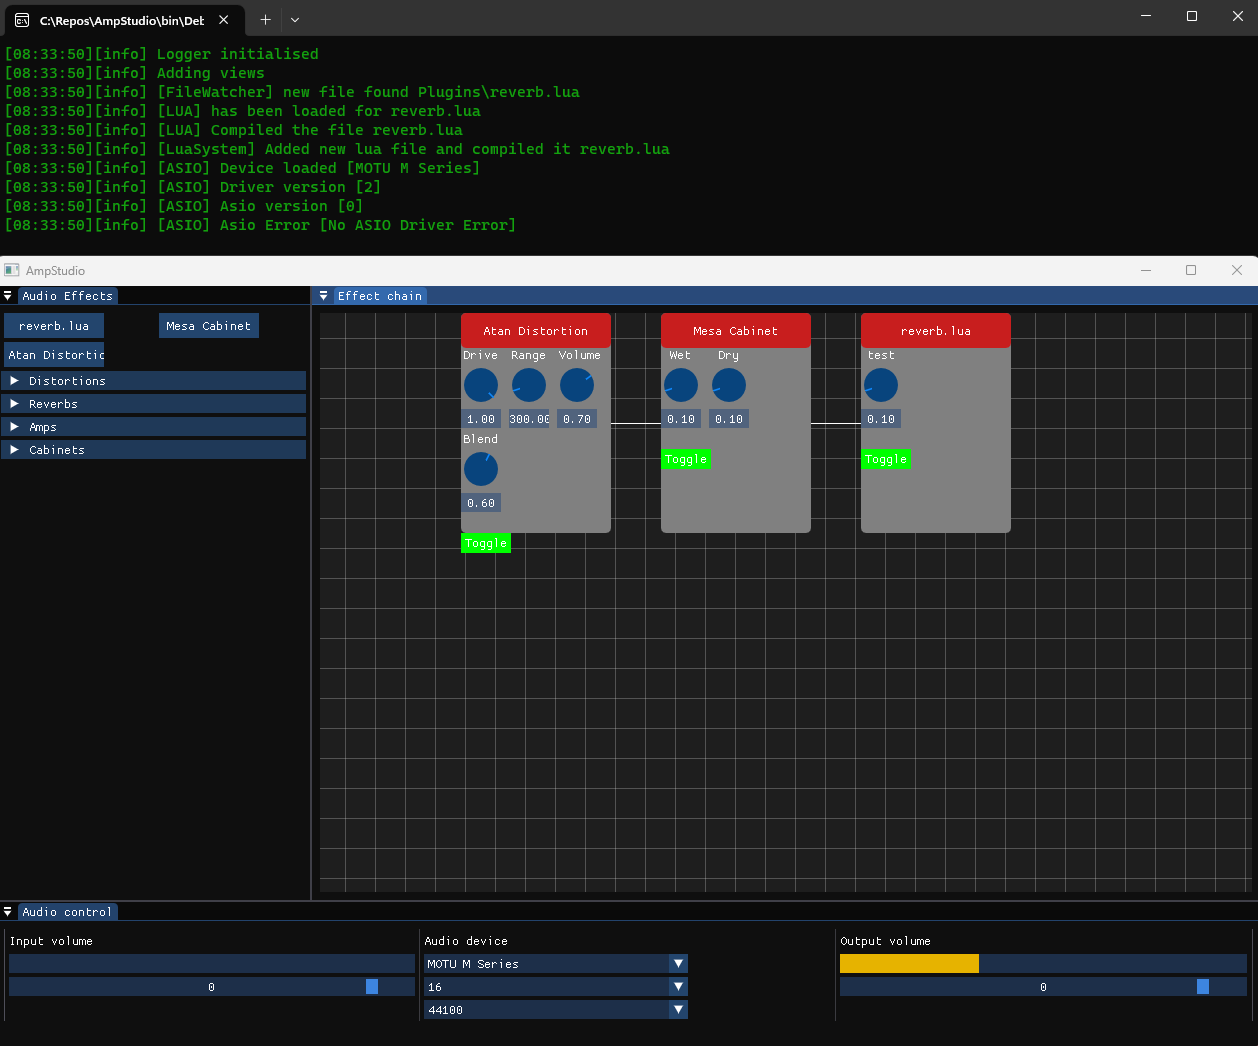 C:\Repos\AmpStudio\bin\Det
[08:33:50][info] Logger initialised
[08:33:50][info] Adding views
[08:33:50][info] [FileWatcher] new file found Plugins\reverb.lua
[08:33:50][info] [LUA] has been loaded for reverb.lua
[08:33:50][info] [LUA] Compiled the file reverb.lua
[08:33:50][info] [LuaSystem] Added new lua file and compiled it reverb.lua
[08:33:50][info] [ASIO] Device loaded [MOTU M Series]
[08:33:50][info] [ASIO] Driver version [2]
[08:33:50][info] [ASIO] Asio version [0]
[08:33:50][info] [ASIO] Asio Error [No ASIO Driver Error]
AmpStudio
Audio Effects
reverb.lua Mesa Cabinet
Atan Distortic
Distortions
Reverbs
Amps
Cabinets
Effect chain
Atan Distortion
Drive Range Volume
1.00 300.00 0.70
Blend
0.60
Toggle
Mesa Cabinet
Wet Dry
0.10 0.10
Toggle
reverb.lua
test
0.10
Toggle
Audio control
Input volume
0
Audio device
MOTU M Series
16
44100
Output volume
0